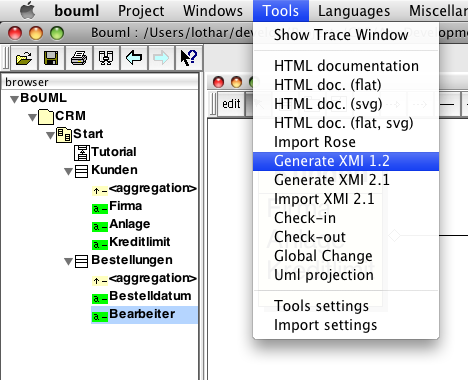 bouml Project Windows Tools Languages Miscellan
Bouml : /Users/lothar/devel
developmen
Show Trace Window
browser
HTML documentation
HTML doc. (flat)
HTML doc. (svg)
HTML doc. (flat, svg)
Import Rose
Generate XMI 1.2
Generate XMI 2.1
Import XMI 2.1
Check-in
Check-out
Global Change
Uml projection
Tools settings
Import settings
edit
BoUML
CRM
Start
Tutorial
Kunden
<aggregation>
Firma
Anlage
Kreditlimit
Bestellungen
<aggregation>
Bestelldatum
Bearbeiter